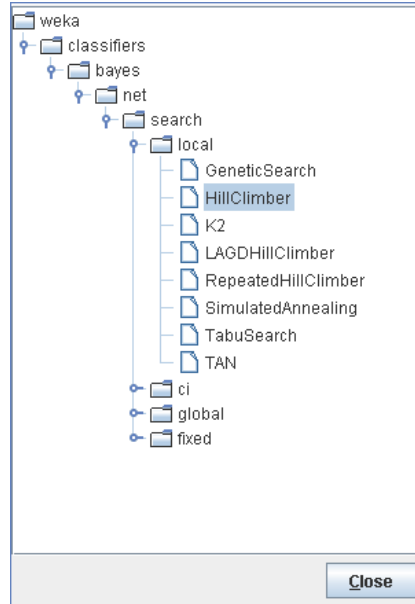 weka
classifiers
bayes
net
search
local
GeneticSearch
HillClimber
K2
LAGDHillClimber
RepeatedHillClimber
SimulatedAnnealing
TabuSearch
TAN
ci
global
fixed
Close